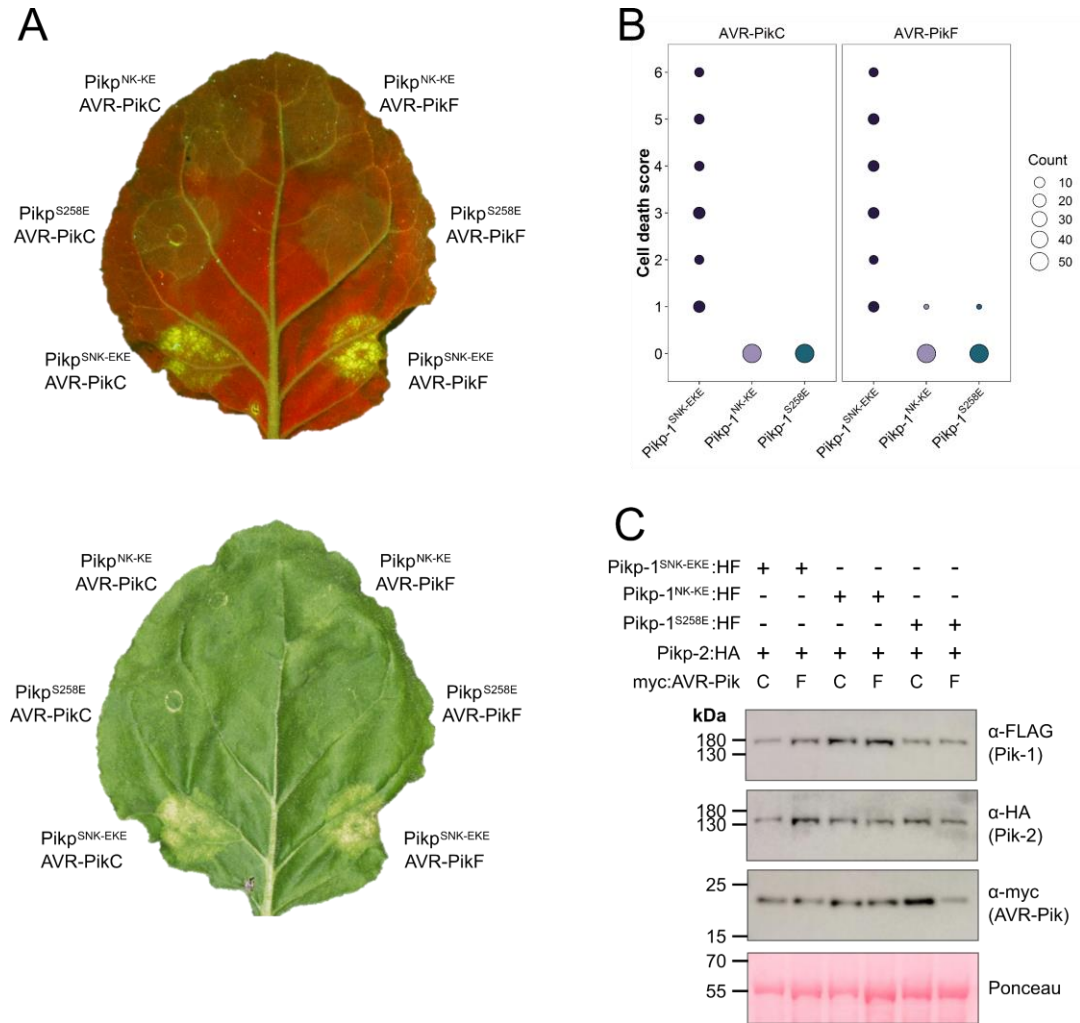 A
Pikp^NK-KE
AVR-PikC
Pikp^NK-KE
AVR-PikF
Pikp^S258E
AVR-PikC
Pikp^S258E
AVR-PikF
Pikp^SNK-EKE
AVR-PikC
Pikp^SNK-EKE
AVR-PikF
Pikp^NK-KE
AVR-PikC
Pikp^NK-KE
AVR-PikF
Pikp^S258E
AVR-PikC
Pikp^S258E
AVR-PikF
Pikp^SNK-EKE
AVR-PikC
Pikp^SNK-EKE
AVR-PikF
B
AVR-PikC AVR-PikF
Cell death score
6
5
4
3
2
1
0
Pikp-1^SNK-EKE
Pikp-1^NK-KE
Pikp-1^S258E
Pikp-1^SNK-EKE
Pikp-1^NK-KE
Pikp-1^S258E
Count
10
20
30
40
50
C
Pikp-1^SNK-EKE:HF + + - - - -
Pikp-1^NK-KE:HF - - + + - -
Pikp-1^S258E:HF - - - - + +
Pikp-2:HA + + + + + +
myc:AVR-Pik C F C F C F
kDa
180
130
α-FLAG
(Pik-1)
180
130
α-HA
(Pik-2)
25
15
α-myc
(AVR-Pik)
70
55
Ponceau